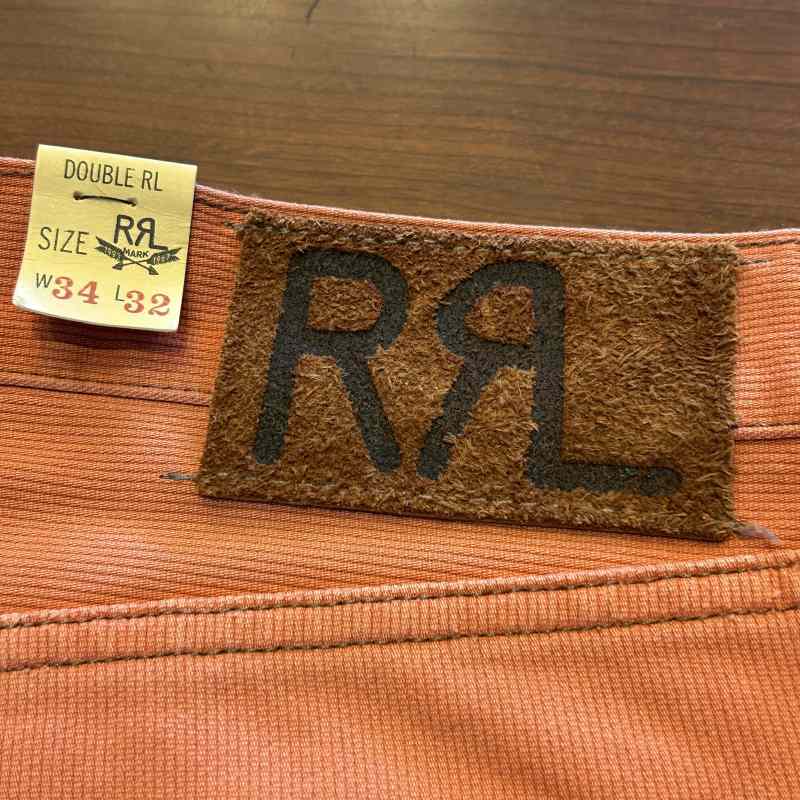 DOUBLE RL
SIZE RRL
MARK
W34 L32
RRL